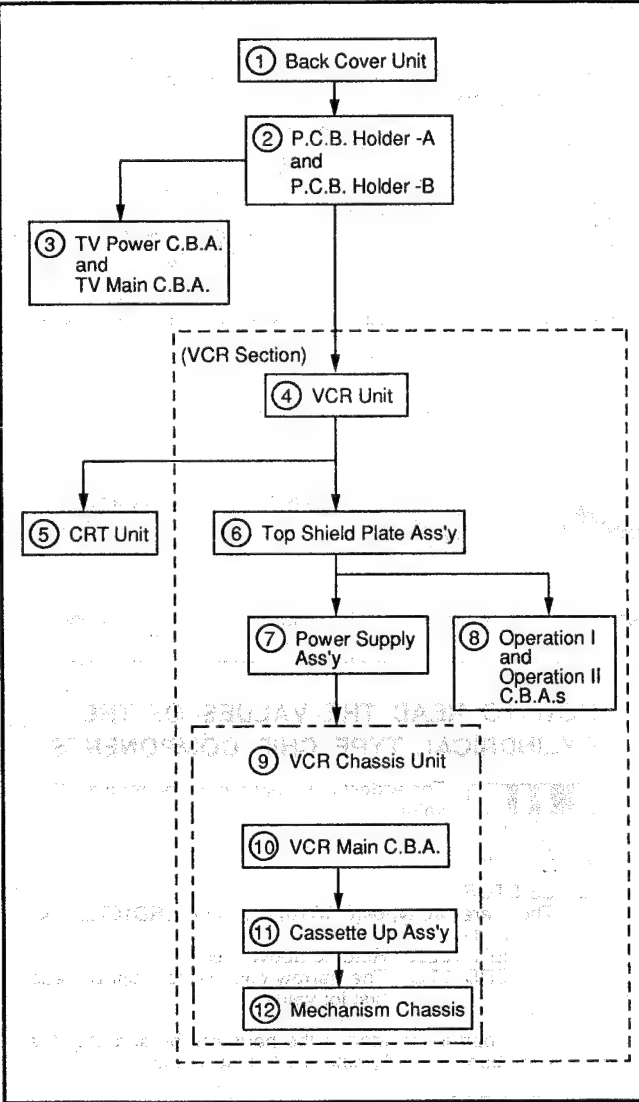 ① Back Cover Unit
② P.C.B. Holder -A
and
P.C.B. Holder -B
③ TV Power C.B.A.
and
TV Main C.B.A.
(VCR Section)
④ VCR Unit
⑤ CRT Unit
⑥ Top Shield Plate Ass'y
⑦ Power Supply
Ass'y
⑧ Operation I
and
Operation II
C.B.A.s
⑨ VCR Chassis Unit
⑩ VCR Main C.B.A.
⑪ Cassette Up Ass'y
⑫ Mechanism Chassis